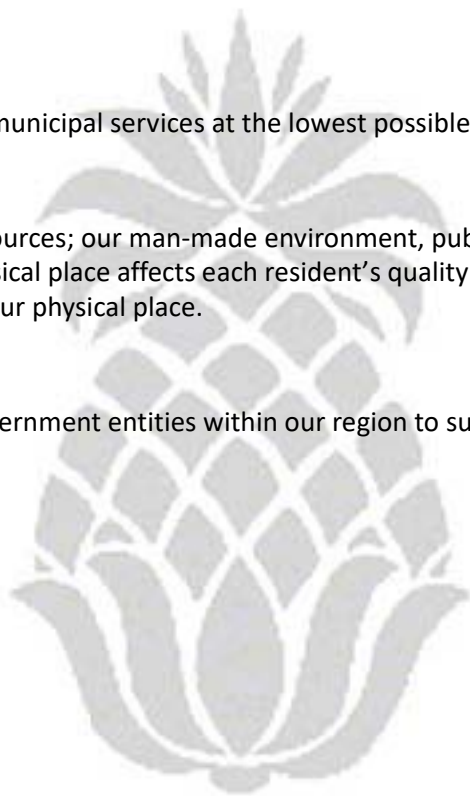 municipal services at the lowest possible
ources; our man-made environment, pub
sical place affects each resident’s quality
ur physical place.
ernment entities within our region to su